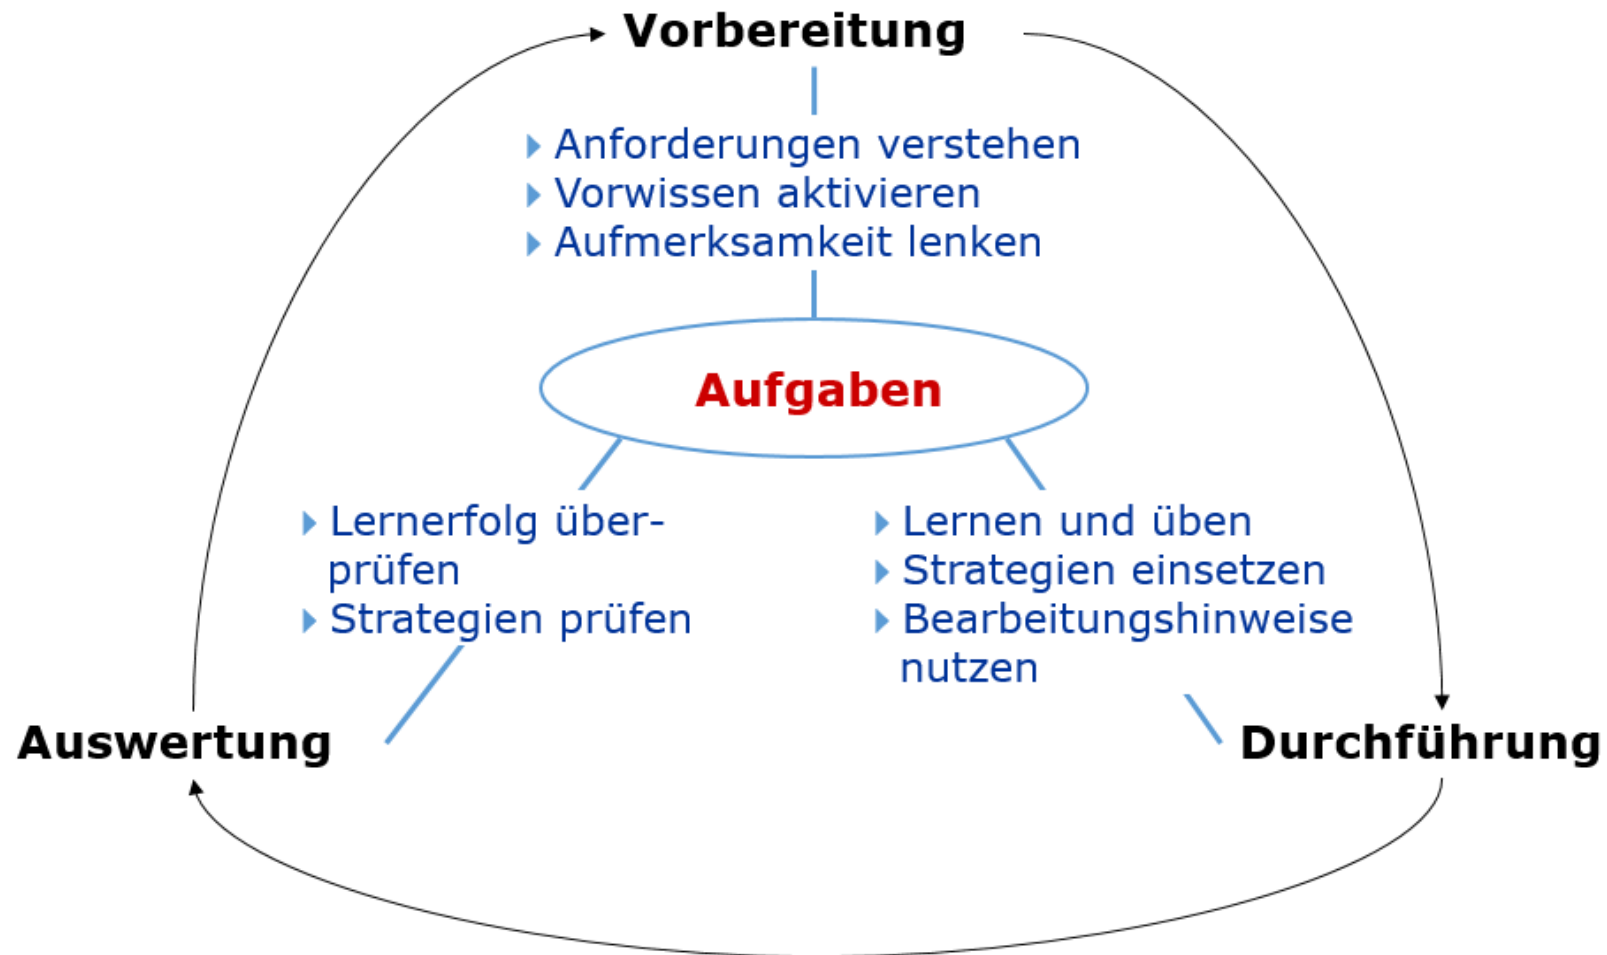 Vorbereitung
Anforderungen verstehen
Vorwissen aktivieren
Aufmerksamkeit lenken
Aufgaben
Lernerfolg über-
prüfen
Strategien prüfen
Lernen und üben
Strategien einsetzen
Bearbeitungshinweise
nutzen
Auswertung
Durchführung